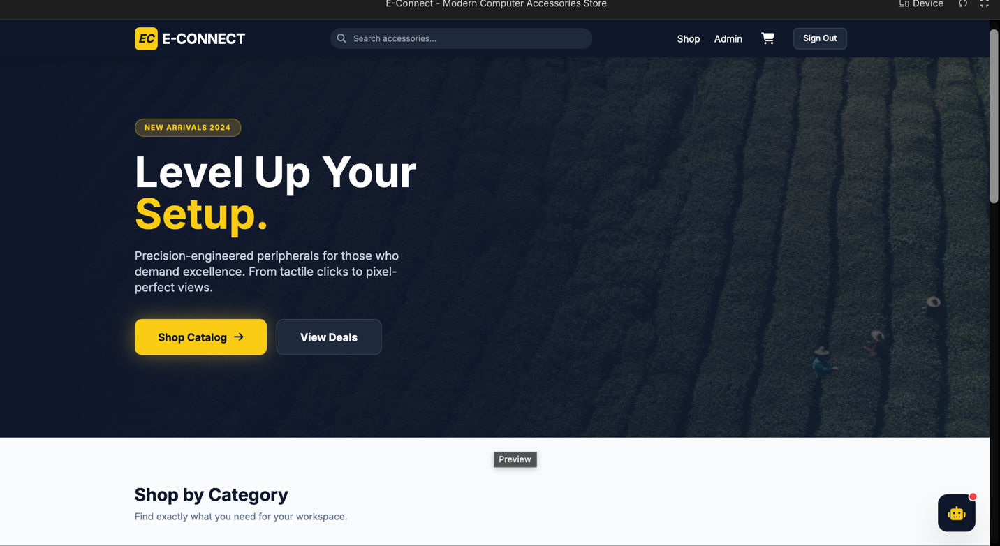 E-Connect - Modern Computer Accessories Store
Device
EC E-CONNECT
Search accessories...
Shop
Admin
Sign Out
NEW ARRIVALS 2024
Level Up Your
Setup.
Precision-engineered peripherals for those who
demand excellence. From tactile clicks to pixel-
perfect views.
Shop Catalog →
View Deals
Preview
Shop by Category
Find exactly what you need for your workspace.